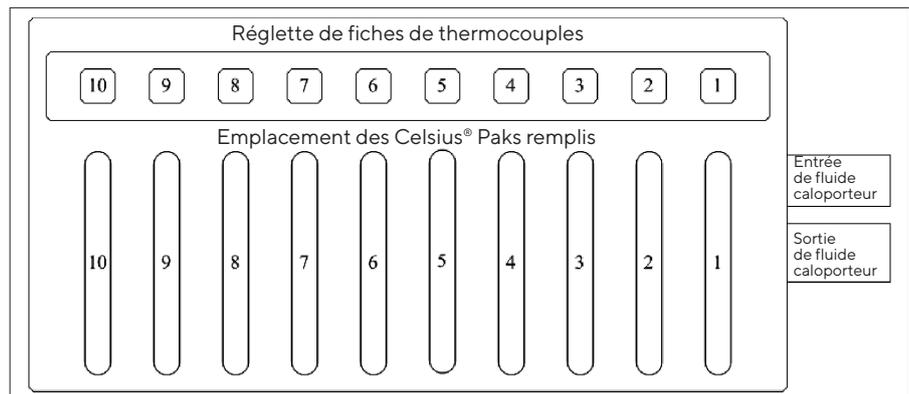 Réglette de fiches de thermocouples
10 9 8 7 6 5 4 3 2 1
Emplacement des Celsius® Paks remplis
Entrée
de fluide
caloporteur
Sortie
de fluide
caloporteur
10 9 8 7 6 5 4 3 2 1